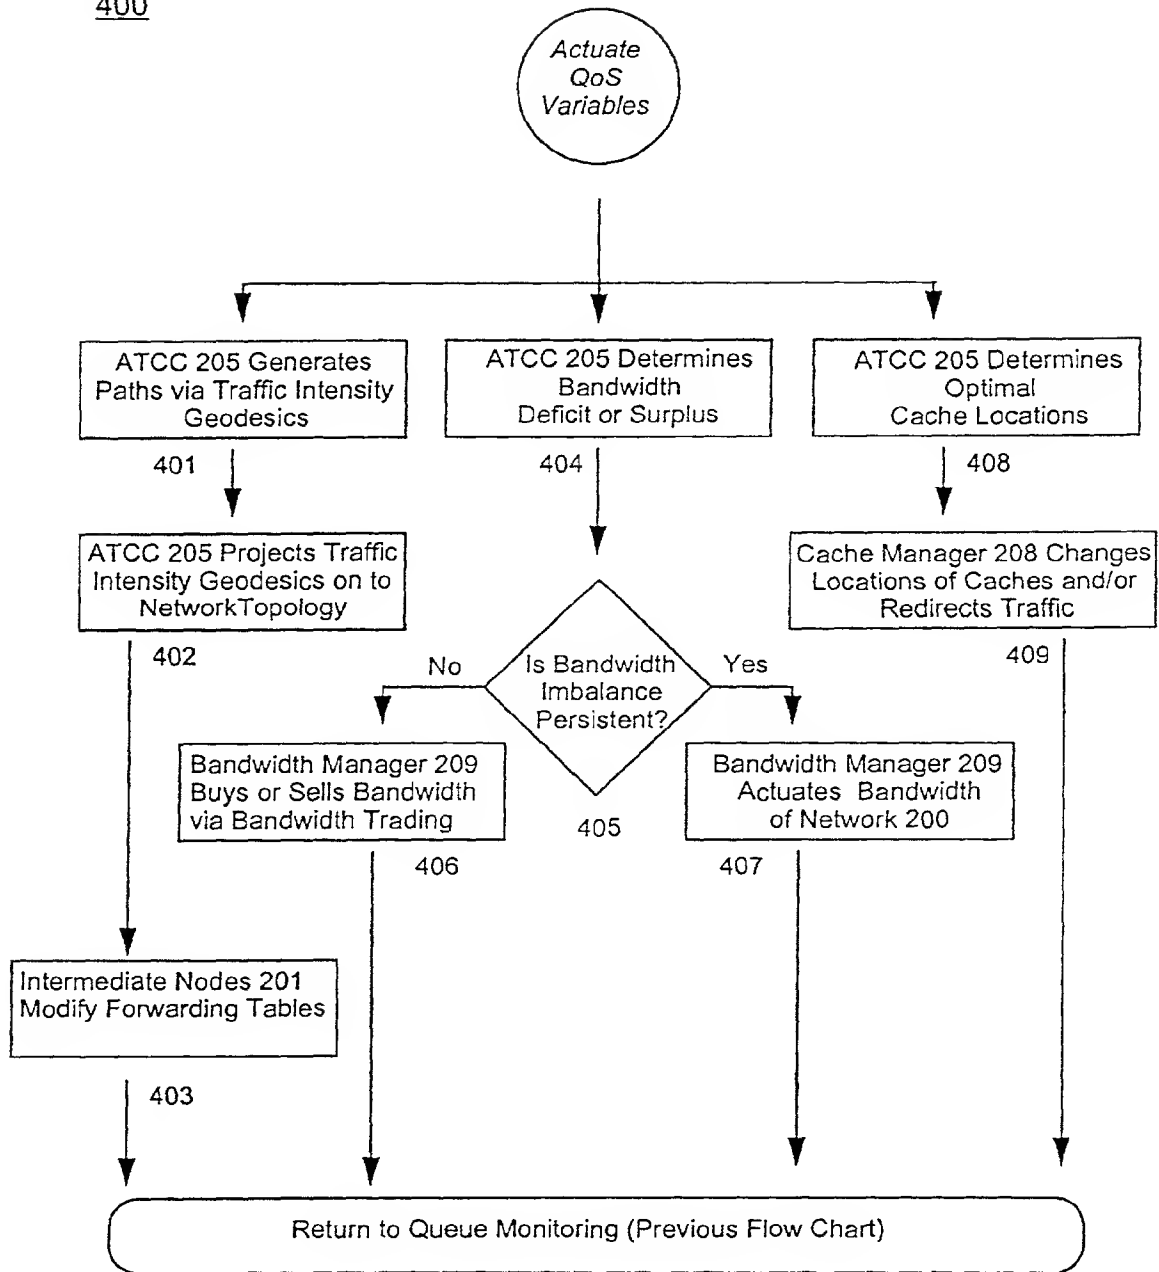 400
Actuate
QoS
Variables
ATCC 205 Generates
Paths via Traffic Intensity
Geodesics
401
ATCC 205 Determines
Bandwidth
Deficit or Surplus
404
ATCC 205 Determines
Optimal
Cache Locations
408
ATCC 205 Projects Traffic
Intensity Geodesics on to
NetworkTopology
402
Cache Manager 208 Changes
Locations of Caches and/or
Redirects Traffic
409
No
Is Bandwidth
Imbalance
Persistent?
Yes
405
Bandwidth Manager 209
Buys or Sells Bandwidth
via Bandwidth Trading
406
Bandwidth Manager 209
Actuates Bandwidth
of Network 200
407
Intermediate Nodes 201
Modify Forwarding Tables
403
Return to Queue Monitoring (Previous Flow Chart)